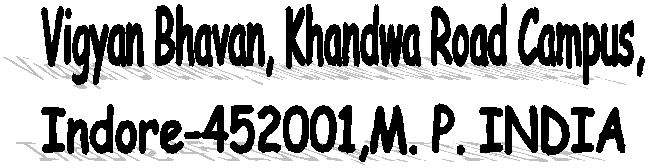 Vigyan Bhavan, Khandwa Road Campus,
Indore-452001,M. P. INDIA